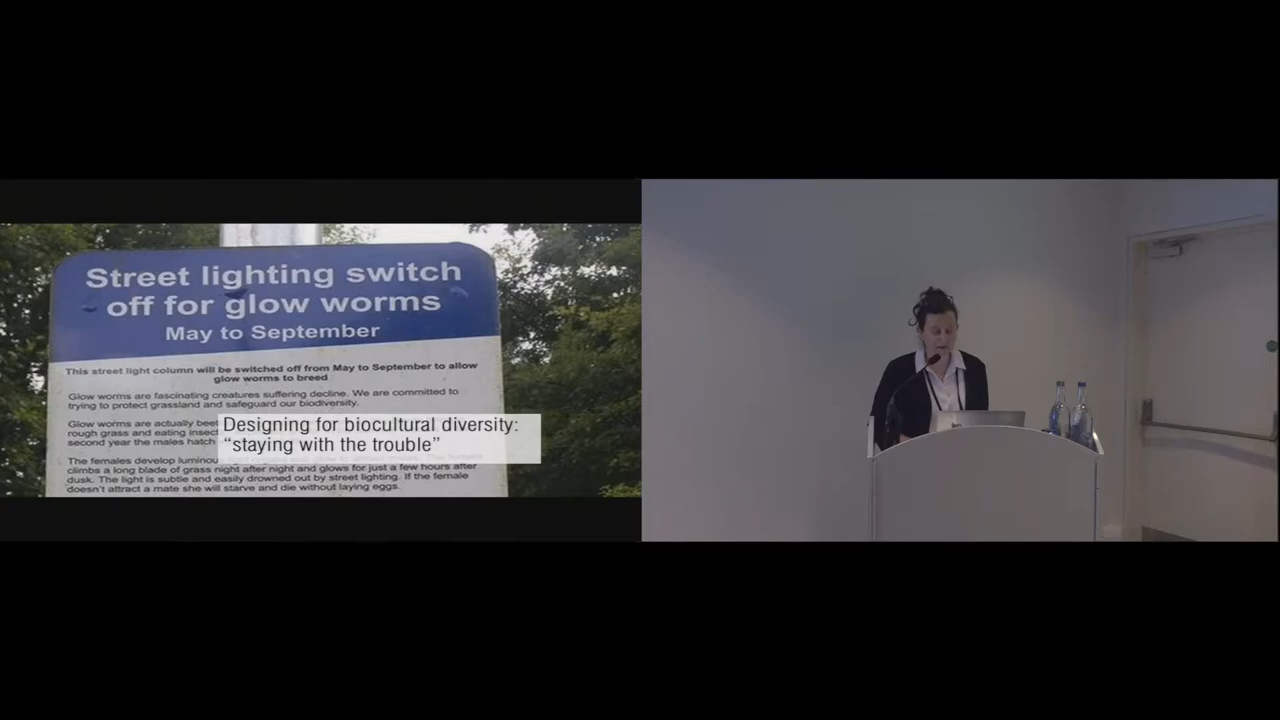 Street lighting switch
off for glow worms
May to September
This street light column will be switched off from May to September to allow
glow worms to breed
Glow worms are fascinating creatures suffering decline. We are committed to
trying to protect grassland and safeguard our biodiversity.
Glow worms are actually
rough grass and eating
second year the males hatch
The females develop
climbs a long blade of grass night after night and glows for just a few hours after
dusk. The light is subtle and easily drowned out by street lighting. If the female
doesn't attract a mate she will starve and die without laying eggs.
Designing for biocultural diversity:
“staying with the trouble”